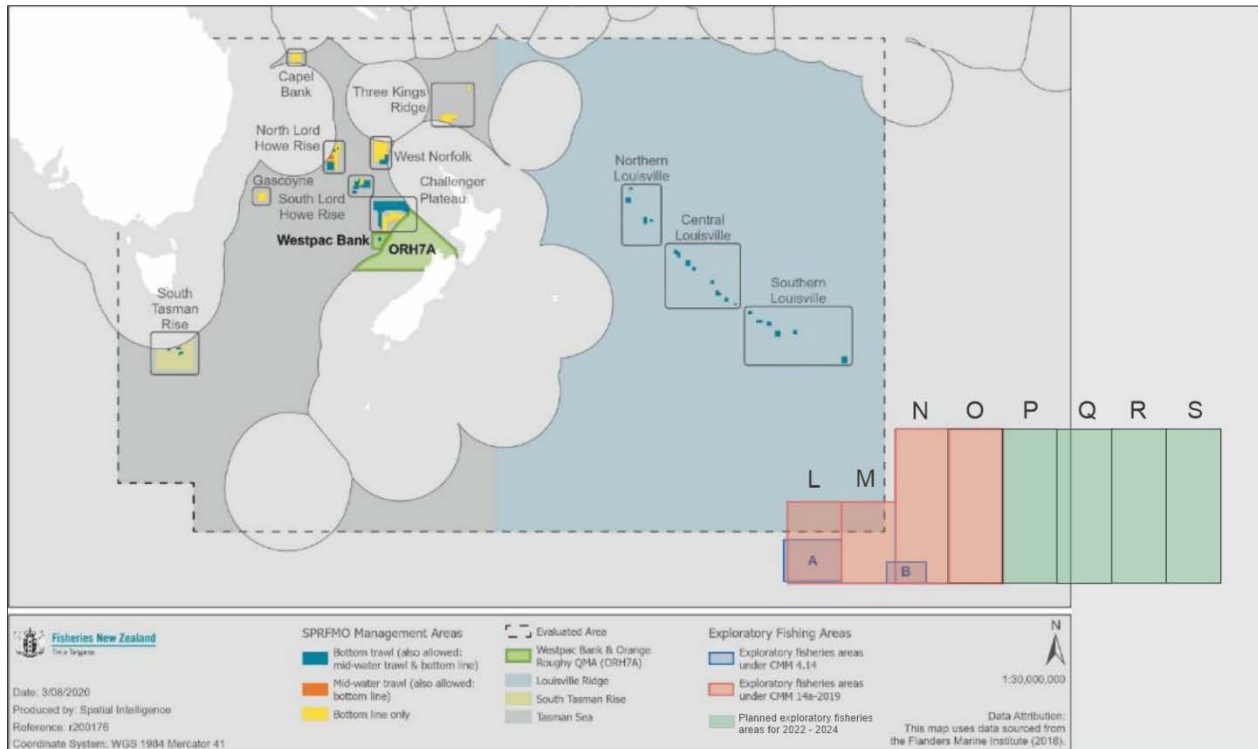 Capel
Bank
Three Kings
Ridge
North Lord
Howe Rise
West Norfolk
Gascoyne
South Lord
Howe Rise
Challenger
Plateau
Westpac Bank
ORH7A
South
Tasman
Rise
Northern
Louisville
Central
Louisville
Southern
Louisville
N O P Q R S
L M
A
B
Fisheries New Zealand
Date: 3/08/2020
Produced by: Spatial Intelligence
Reference: r200176
Coordinate System: WGS 1984 Mercator 41
SPRFMO Management Areas
Bottom trawl (also allowed:
mid-water trawl & bottom line)
Mid-water trawl (also allowed:
bottom line)
Bottom line only
Evaluated Area
Westpac Bank & Orange
Roughy QMA (ORH7A)
Louisville Ridge
South Tasman Rise
Tasman Sea
Exploratory Fishing Areas
Exploratory fisheries areas
under CMM 4.14
Exploratory fisheries areas
under CMM 14a-2019
Planned exploratory fisheries
areas for 2022 - 2024
N
1:30,000,000
Data Attribution:
This map uses data sourced from
the Flanders Marine Institute (2018).